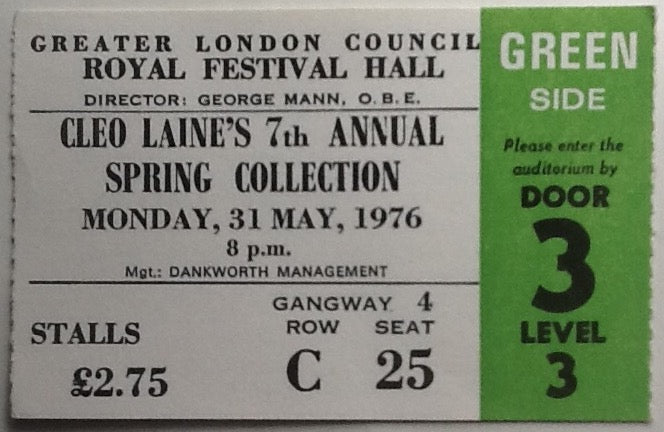 GREATER LONDON COUNCIL
ROYAL FESTIVAL HALL
DIRECTOR: GEORGE MANN, O.B.E.
CLEO LAINE'S 7th ANNUAL
SPRING COLLECTION
MONDAY, 31 MAY, 1976
8 p.m.
Mgt.: DANKWORTH MANAGEMENT
GANGWAY 4
STALLS
ROW SEAT
£2.75
C 25
GREEN
SIDE
Please enter the
auditorium by
DOOR
3
LEVEL
3